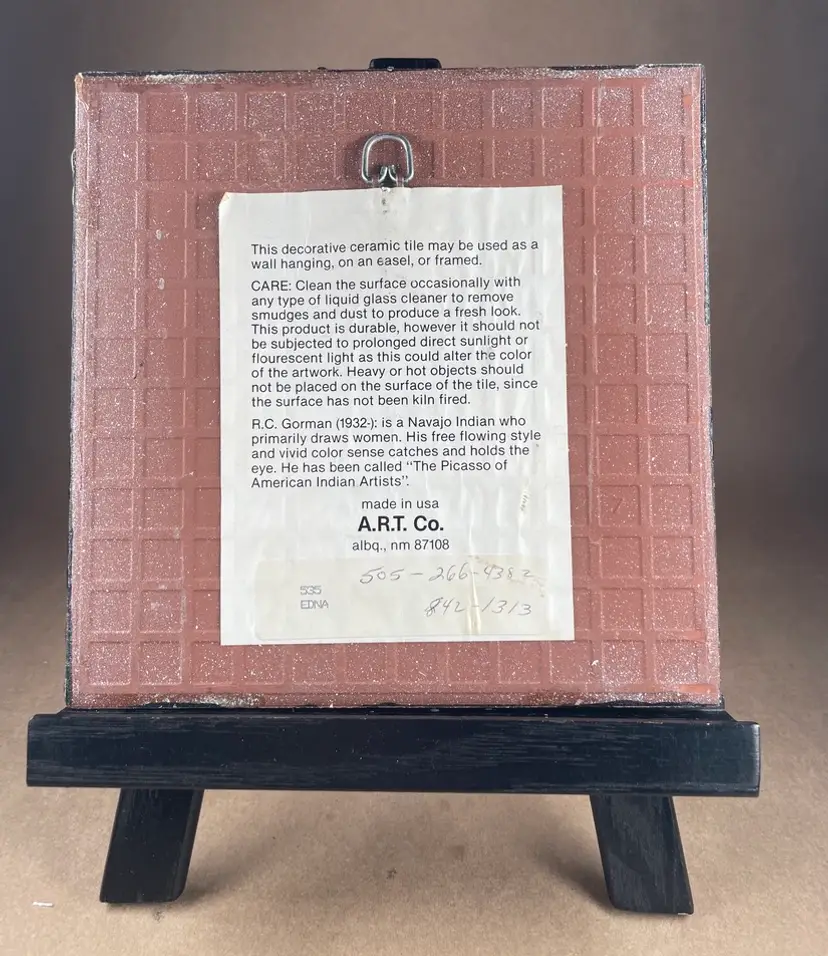 This decorative ceramic tile may be used as a
wall hanging, on an easel, or framed.
CARE: Clean the surface occasionally with
any type of liquid glass cleaner to remove
smudges and dust to produce a fresh look.
This product is durable, however it should not
be subjected to prolonged direct sunlight or
flourescent light as this could alter the color
of the artwork. Heavy or hot objects should
not be placed on the surface of the tile, since
the surface has not been kiln fired.
R.C. Gorman (1932-): is a Navajo Indian who
primarily draws women. His free flowing style
and vivid color sense catches and holds the
eye. He has been called "The Picasso of
American Indian Artists".
made in usa
A.R.T. Co.
albq., nm 87108
505-266-4382
535
EDNA
842-1313